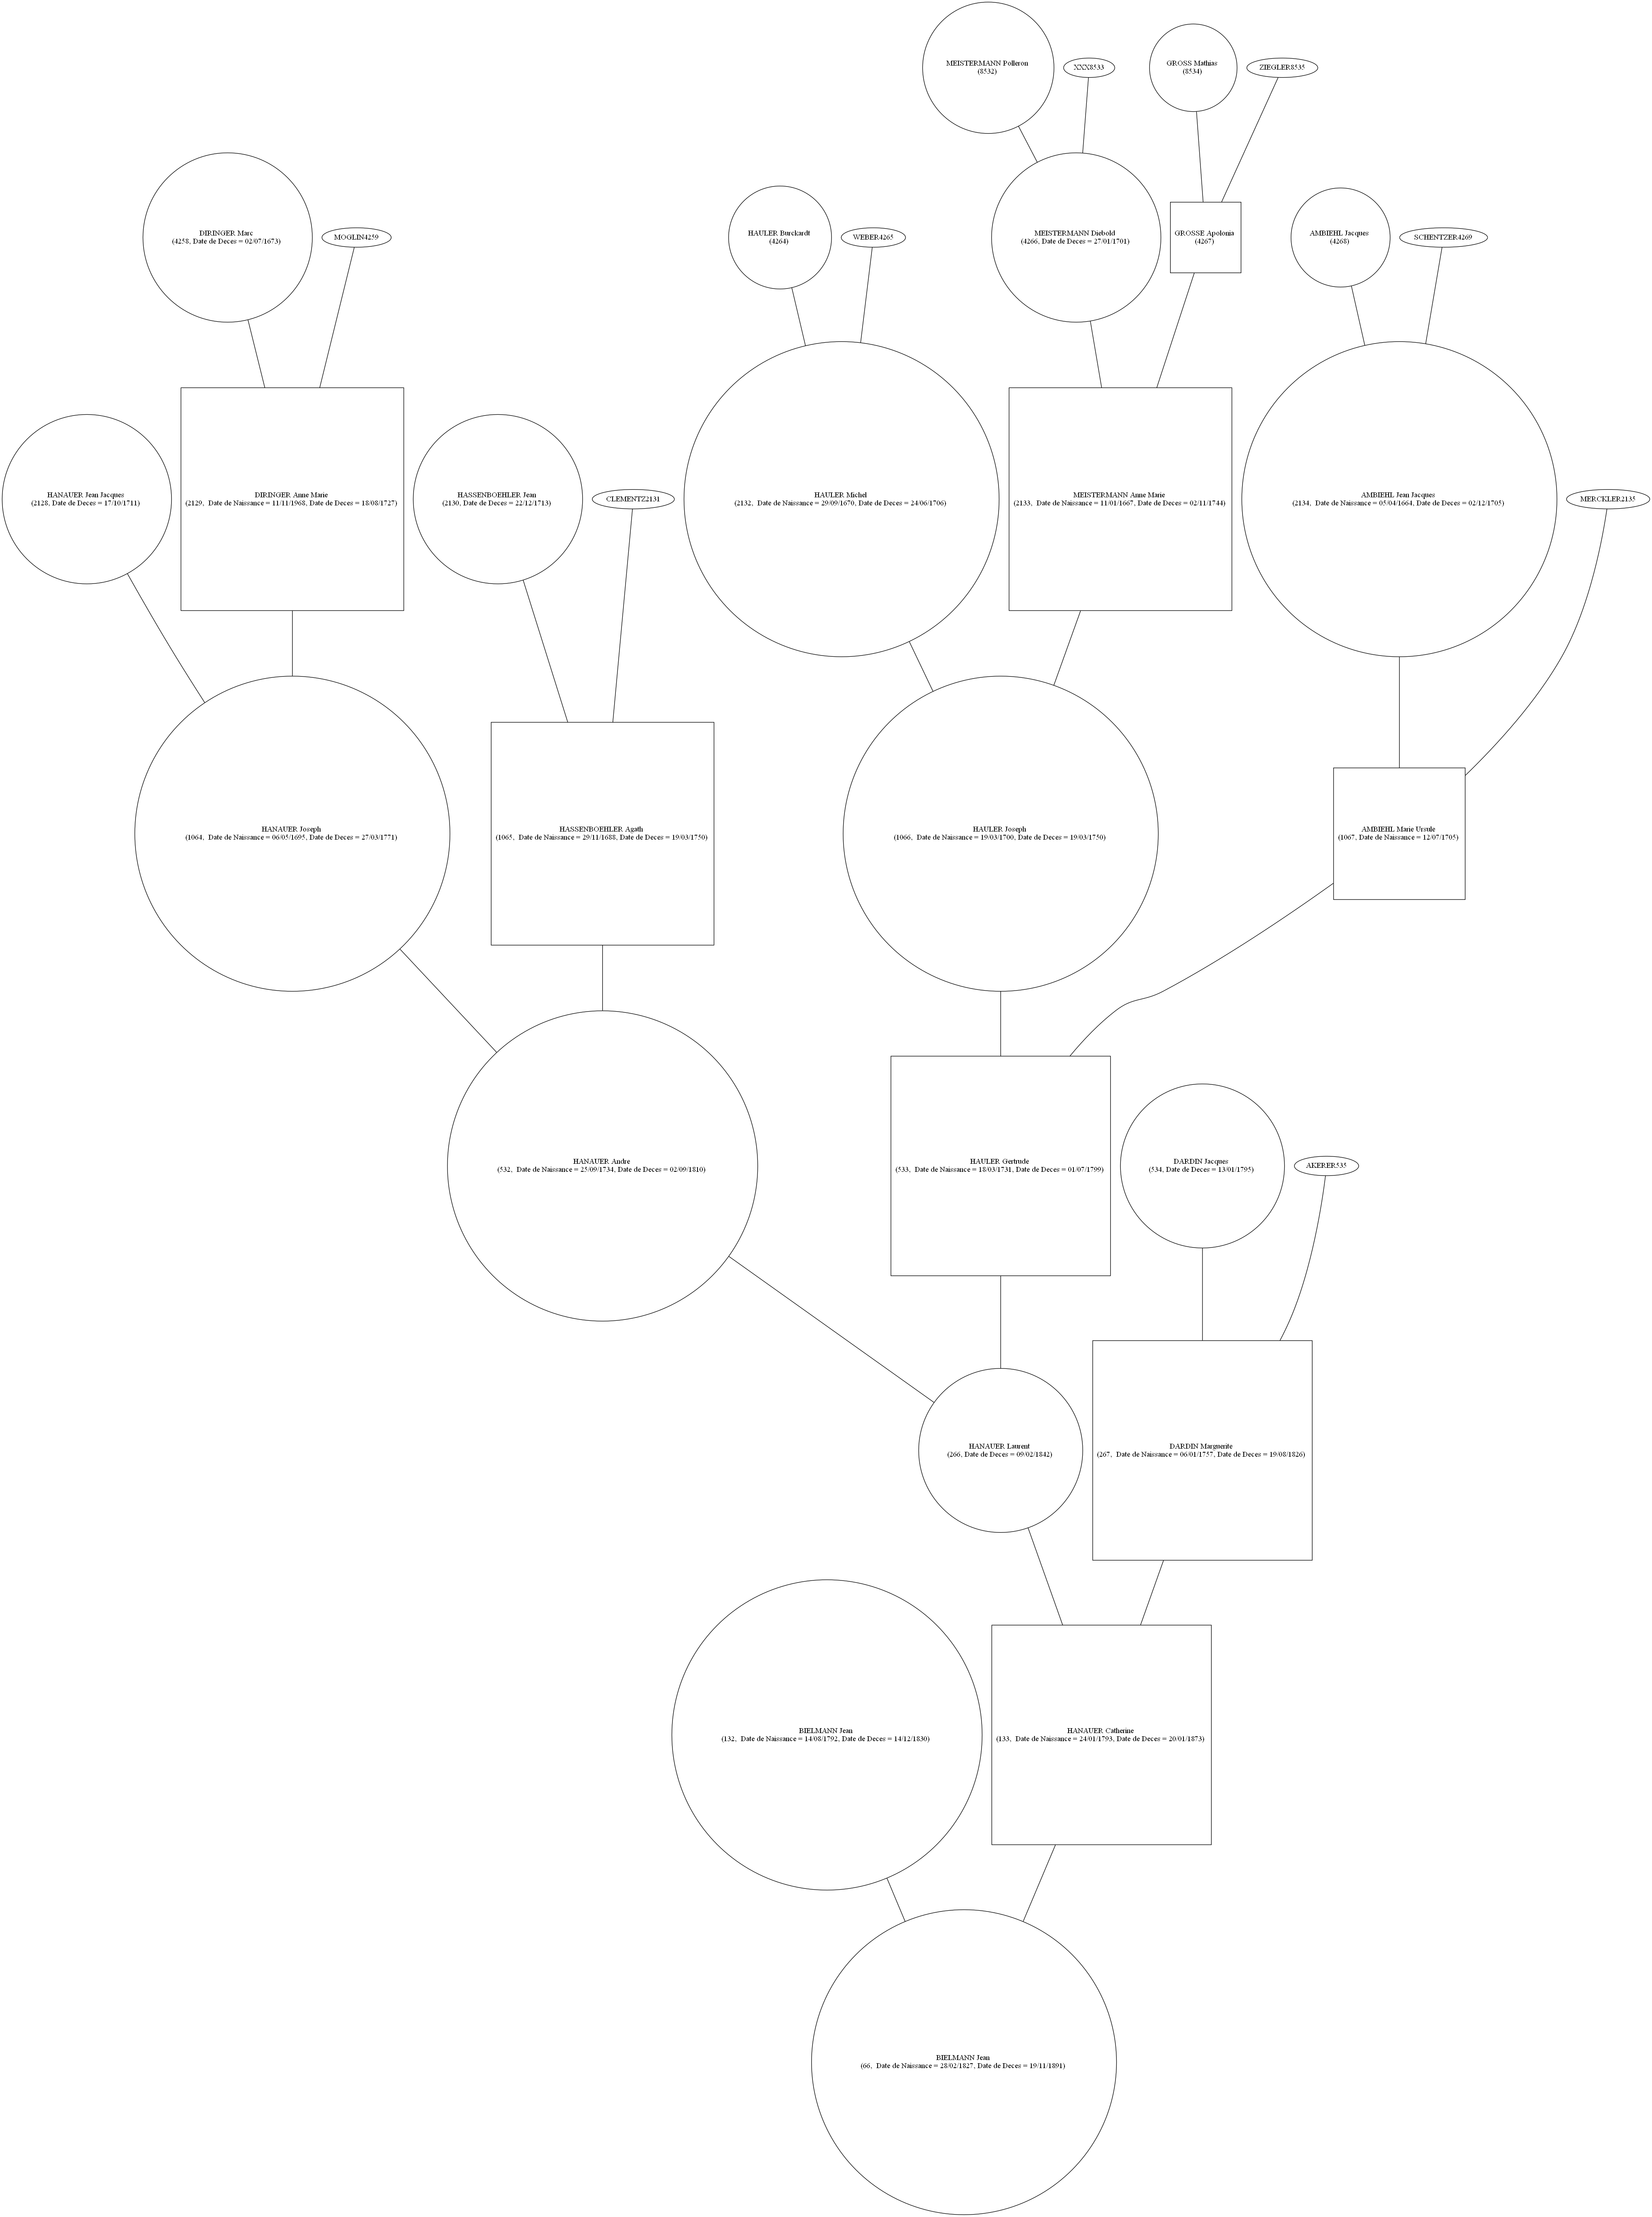 MEISTERMANN Polleron
(8532)
XXX8533
GROSS Mathias
(8534)
ZIEGLER8535
DIRINGER Marc
(4258, Date de Deces = 02/07/1673)
MOGLIN4259
HAULER Burckardt
(4264)
WEBER4265
MEISTERMANN Diebold
(4266, Date de Deces = 27/01/1701)
GROSSE Apolonia
(4267)
AMBIEHL Jacques
(4268)
SCHENTZER4269
HANAUER Jean Jacques
(2128, Date de Deces = 17/10/1711)
DIRINGER Anne Marie
(2129,  Date de Naissance = 11/11/1968, Date de Deces = 18/08/1727)
HASSENBOEHLER Jean
(2130, Date de Deces = 22/12/1713)
CLEMENTZ2131
HAULER Michel
(2132,  Date de Naissance = 29/09/1670, Date de Deces = 24/06/1706)
MEISTERMANN Anne Marie
(2133,  Date de Naissance = 11/01/1667, Date de Deces = 02/11/1744)
AMBIEHL Jean Jacques
(2134,  Date de Naissance = 05/04/1664, Date de Deces = 02/12/1705)
MERCKLER2135
HANAUER Joseph
(1064,  Date de Naissance = 06/05/1695, Date de Deces = 27/03/1771)
HASSENBOEHLER Agath
(1065,  Date de Naissance = 29/11/1688, Date de Deces = 19/03/1750)
HAULER Joseph
(1066,  Date de Naissance = 19/03/1700, Date de Deces = 19/03/1750)
AMBIEHL Marie Ursule
(1067, Date de Naissance = 12/07/1705)
HANAUER Andre
(532,  Date de Naissance = 25/09/1734, Date de Deces = 02/09/1810)
HAULER Gertrude
(533,  Date de Naissance = 18/03/1731, Date de Deces = 01/07/1799)
DARDIN Jacques
(534, Date de Deces = 13/01/1795)
AKERER535
HANAUER Laurent
(266, Date de Deces = 09/02/1842)
DARDIN Marguerite
(267,  Date de Naissance = 06/01/1757, Date de Deces = 19/08/1826)
BIELMANN Jean
(132,  Date de Naissance = 14/08/1792, Date de Deces = 14/12/1830)
HANAUER Catherine
(133,  Date de Naissance = 24/01/1793, Date de Deces = 20/01/1873)
BIELMANN Jean
(66,  Date de Naissance = 28/02/1827, Date de Deces = 19/11/1891)